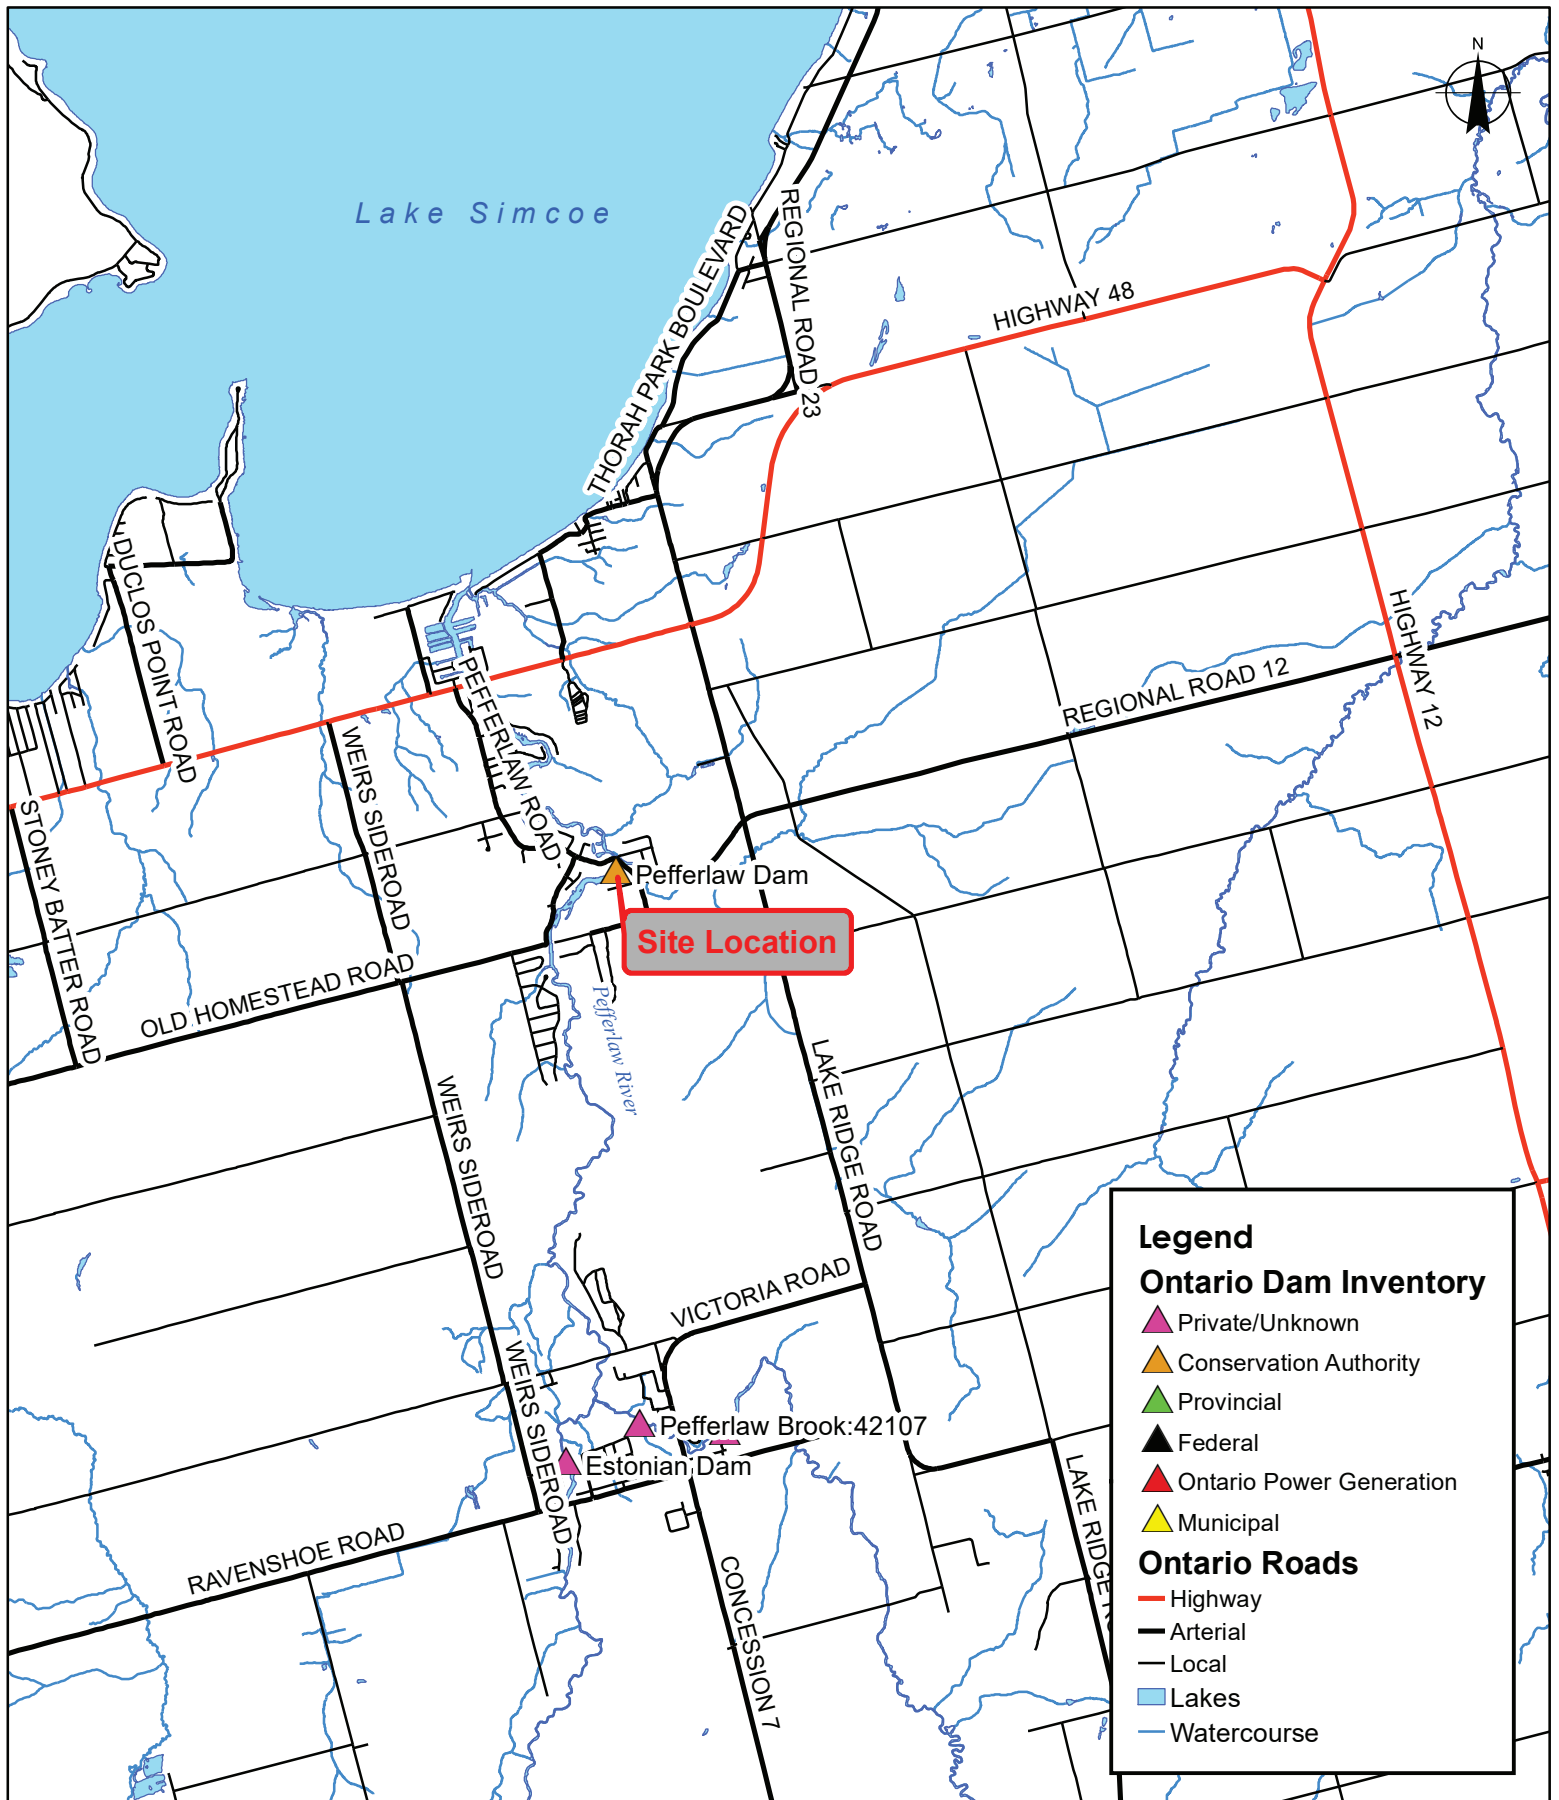 N
Lake Simcoe
THORAH PARK BOULEVARD
REGIONAL ROAD 23
HIGHWAY 48
DUCLOS POINT ROAD
HIGHWAY 12
PEFFERLAW ROAD
REGIONAL ROAD 12
WEIRS SIDEROAD
STONEY BATTER ROAD
Pefferlaw Dam
Site Location
OLD HOMESTEAD ROAD
Pefferlaw River
LAKE RIDGE ROAD
WEIRS SIDEROAD
VICTORIA ROAD
WEIRS SIDEROAD
Pefferlaw Brook:42107
Estonian Dam
LAKE RIDGE
RAVENSHOE ROAD
CONCESSION 7
Legend
Ontario Dam Inventory
Private/Unknown
Conservation Authority
Provincial
Federal
Ontario Power Generation
Municipal
Ontario Roads
Highway
Arterial
Local
Lakes
Watercourse